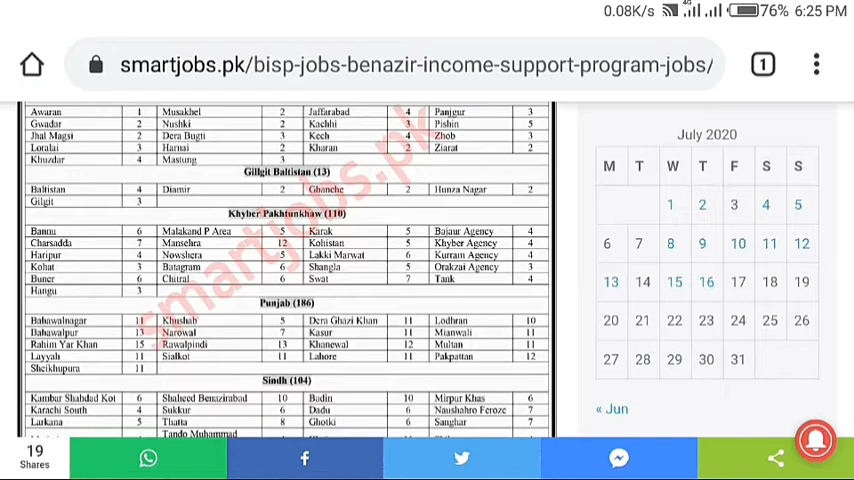 0.08K/s 4G 76% 6:25 PM
smartjobs.pk/bisp-jobs-benazir-income-support-program-jobs/
1
Awaran 1 Musakhel 2 Jaffarabad 4 Panjgur 3
Gwadar 2 Nushki 2 Kachhi 3 Pishin 5
Jhal Magsi 2 Dera Bugti 3 Kech 4 Zhob 3
Loralai 3 Harnai 2 Kharan 2 Ziarat 2
Khuzdar 4 Mastung 3
Gillgit Baltistan (13)
Baltistan 4 Diamir 2 Ghanche 2 Hunza Nagar 2
Gilgit 3
Khyber Pakhtunkhaw (110)
Bannu 6 Malakand P Area 5 Karak 5 Bajaur Agency 4
Charsadda 7 Mansehra 12 Kohistan 5 Khyber Agency 4
Haripur 4 Nowshera 5 Lakki Marwat 6 Kurram Agency 4
Kohat 3 Batagram 6 Shangla 5 Orakzai Agency 3
Buner 6 Chitral 6 Swat 7 Tank 4
Hangu 3
Punjab (186)
Bahawalnagar 11 Khushab 5 Dera Ghazi Khan 11 Lodhran 10
Bahawalpur 13 Narowal 7 Kasur 11 Mianwali 11
Rahim Yar Khan 15 Rawalpindi 13 Khanewal 12 Multan 11
Layyah 11 Sialkot 11 Lahore 11 Pakpattan 12
Sheikhupura 11
Sindh (104)
Kambar Shahdad Kot 6 Shaheed Benazirabad 10 Badin 10 Mirpur Khas 6
Karachi South 4 Sukkur 6 Dadu 6 Naushahro Feroze 7
Larkana 5 Thatta 8 Ghotki 6 Sanghar 7
Tando Muhammad
smartjobs.pk
July 2020
M T W T F S S
1 2 3 4 5
6 7 8 9 10 11 12
13 14 15 16 17 18 19
20 21 22 23 24 25 26
27 28 29 30 31
« Jun
19
Shares